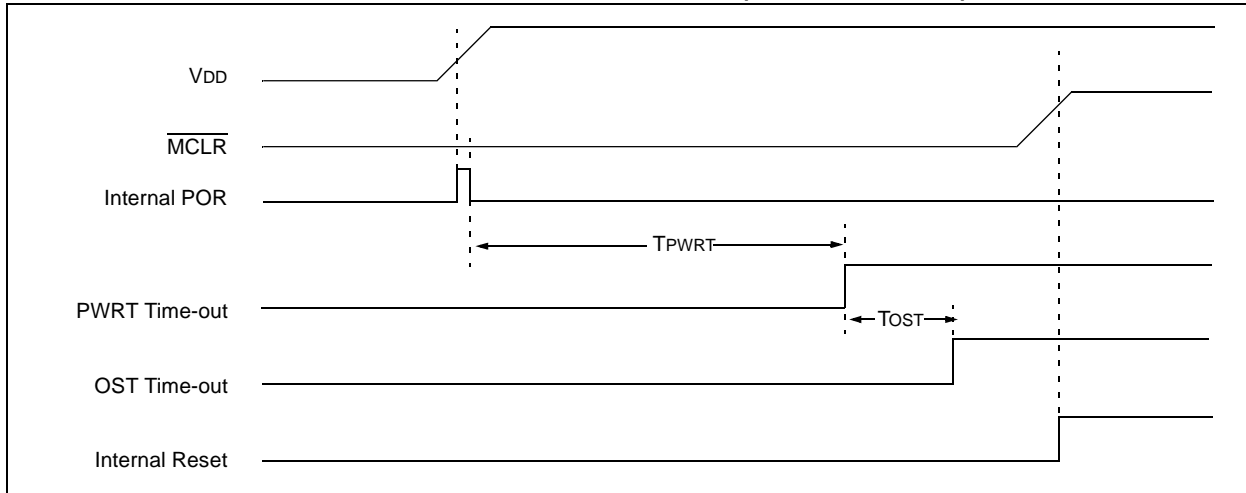 VDD
MCLR
Internal POR
TPWRT
PWRT Time-out
TOST
OST Time-out
Internal Reset